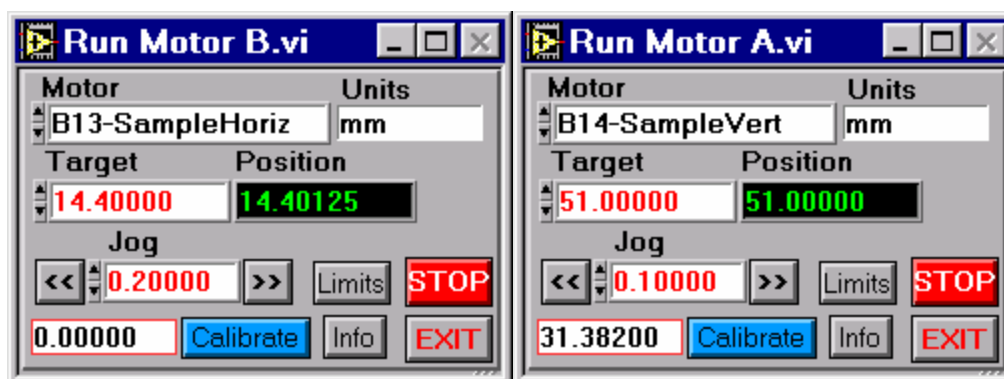 Run Motor B.vi
Motor Units
B13-SampleHoriz mm
Target Position
14.40000 14.40125
Jog
<< 0.20000 >> Limits STOP
0.00000 Calibrate Info EXIT
Run Motor A.vi
Motor Units
B14-SampleVert mm
Target Position
51.00000 51.00000
Jog
<< 0.10000 >> Limits STOP
31.38200 Calibrate Info EXIT